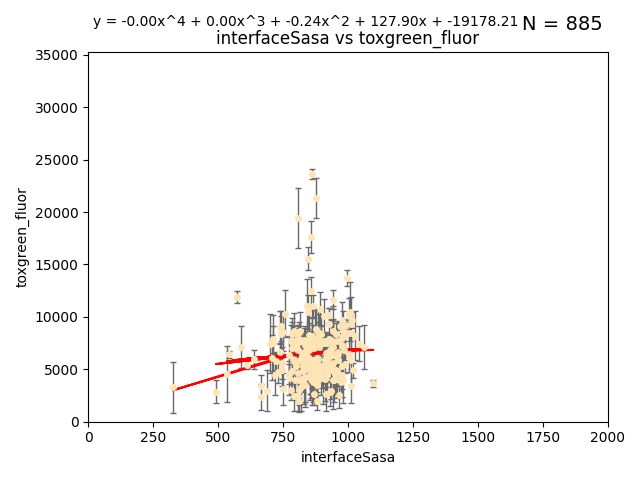 y = -0.00x^4 + 0.00x^3 + -0.24x^2 + 127.90x + -19178.21 N = 885
interfaceSasa vs toxgreen_fluor
35000
30000
25000
20000
15000
10000
5000
0
toxgreen_fluor
0 250 500 750 1000 1250 1500 1750 2000
interfaceSasa